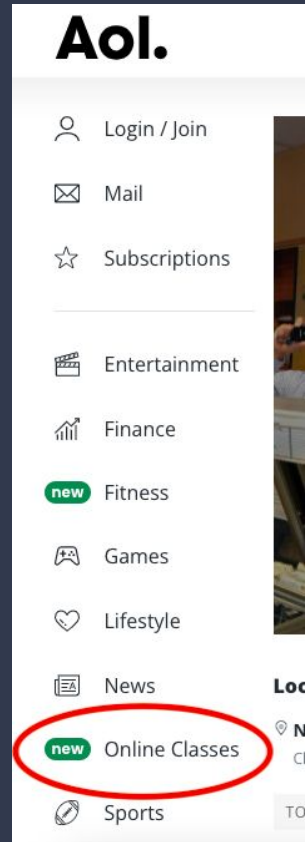 Aol.
Login / Join
Mail
Subscriptions
Entertainment
Finance
new Fitness
Games
Lifestyle
News
new Online Classes
Sports